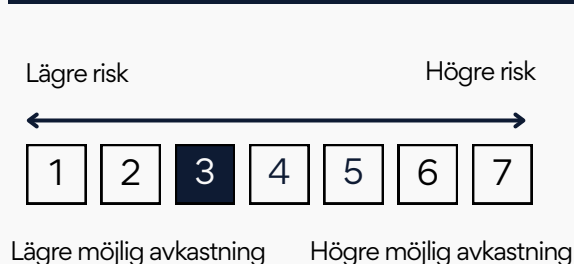 Lägre risk Högre risk
1 2 3 4 5 6 7
Lägre möjlig avkastning Högre möjlig avkastning